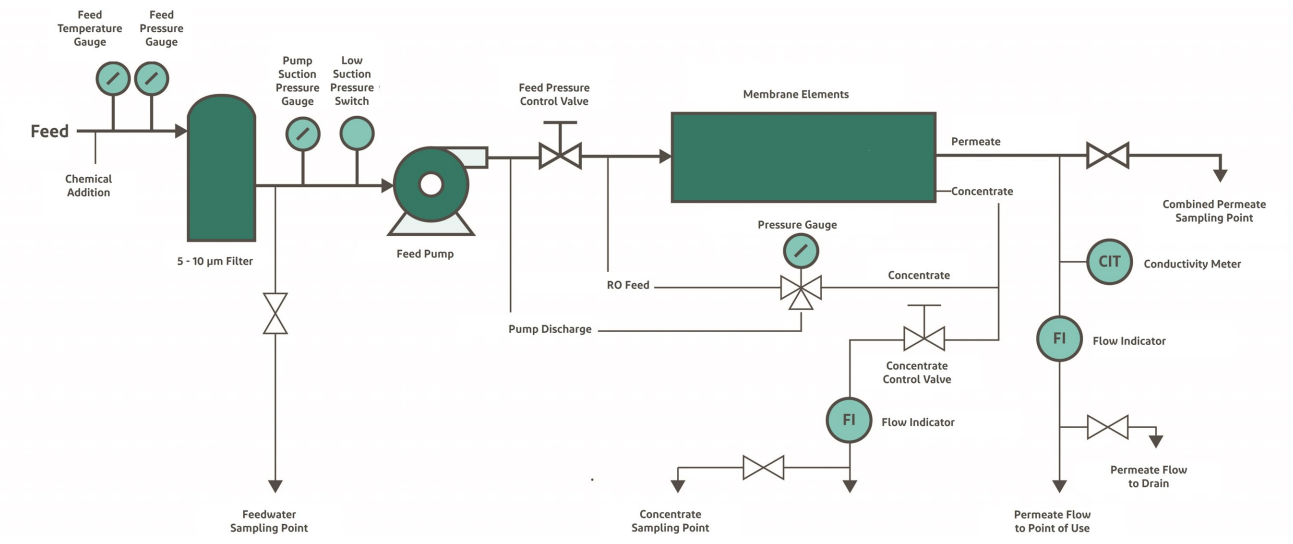 Feed
Temperature
Gauge
Feed
Pressure
Gauge
Pump
Suction
Pressure
Gauge
Low
Suction
Pressure
Switch
Feed Pressure
Control Valve
Membrane Elements
Feed
Chemical
Addition
Permeate
Concentrate
Combined Permeate
Sampling Point
5 - 10 µm Filter
Feed Pump
Pressure Gauge
CIT
Conductivity Meter
RO Feed
Concentrate
Pump Discharge
FI
Flow Indicator
Concentrate
Control Valve
FI
Flow Indicator
Permeate Flow
to Drain
Feedwater
Sampling Point
Concentrate
Sampling Point
Permeate Flow
to Point of Use